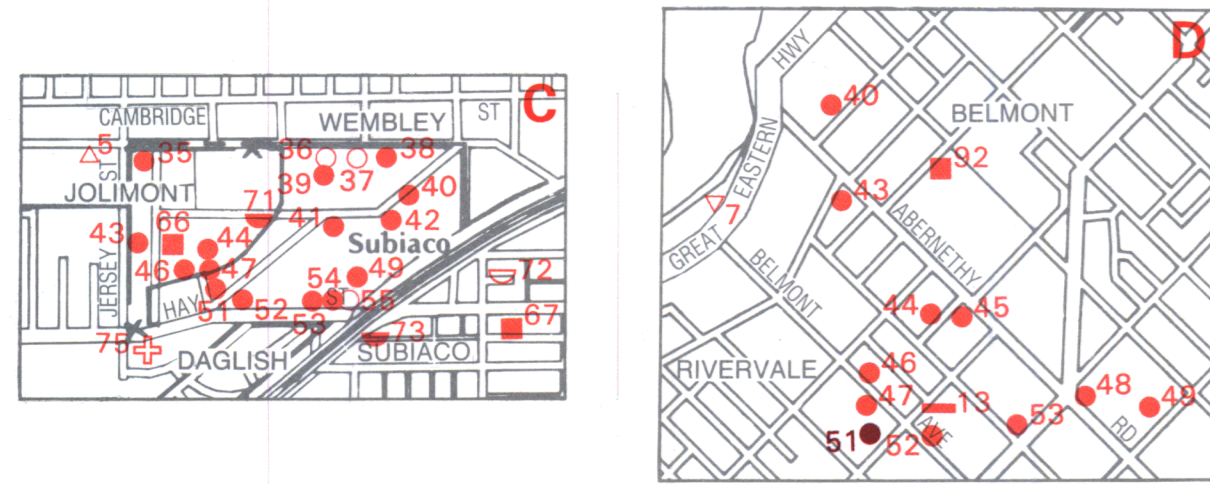 C
CAMBRIDGE
WEMBLEY
ST
5
ST
35
36
37
38
39
JOLIMONT
40
71
41
42
66
43
44
Subiaco
46
47
54
49
72
JERSEY
HAY
51
52
53
ST
55
67
75
73
DAGLISH
SUBIACO
D
HWY
40
BELMONT
92
EASTERN
43
7
ABERNETHY
GREAT
BELMONT
44
45
RIVERVALE
46
47
13
48
49
51
52
AVE
53
RD